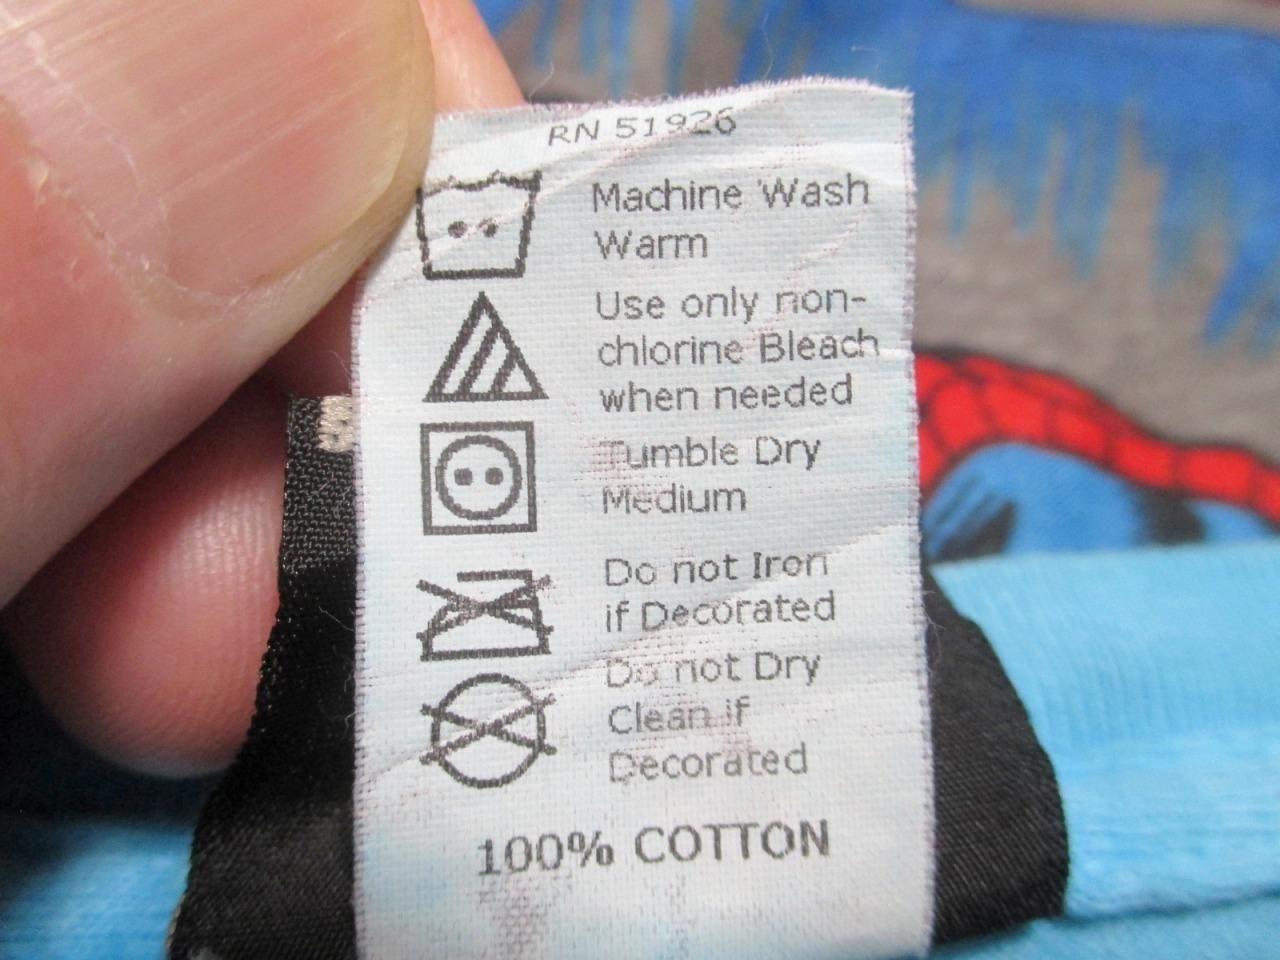 RN 51926
Machine Wash
Warm
Use only non-
chlorine Bleach
when needed
Tumble Dry
Medium
Do not Iron
if Decorated
Do not Dry
Clean if
Decorated
100% COTTON